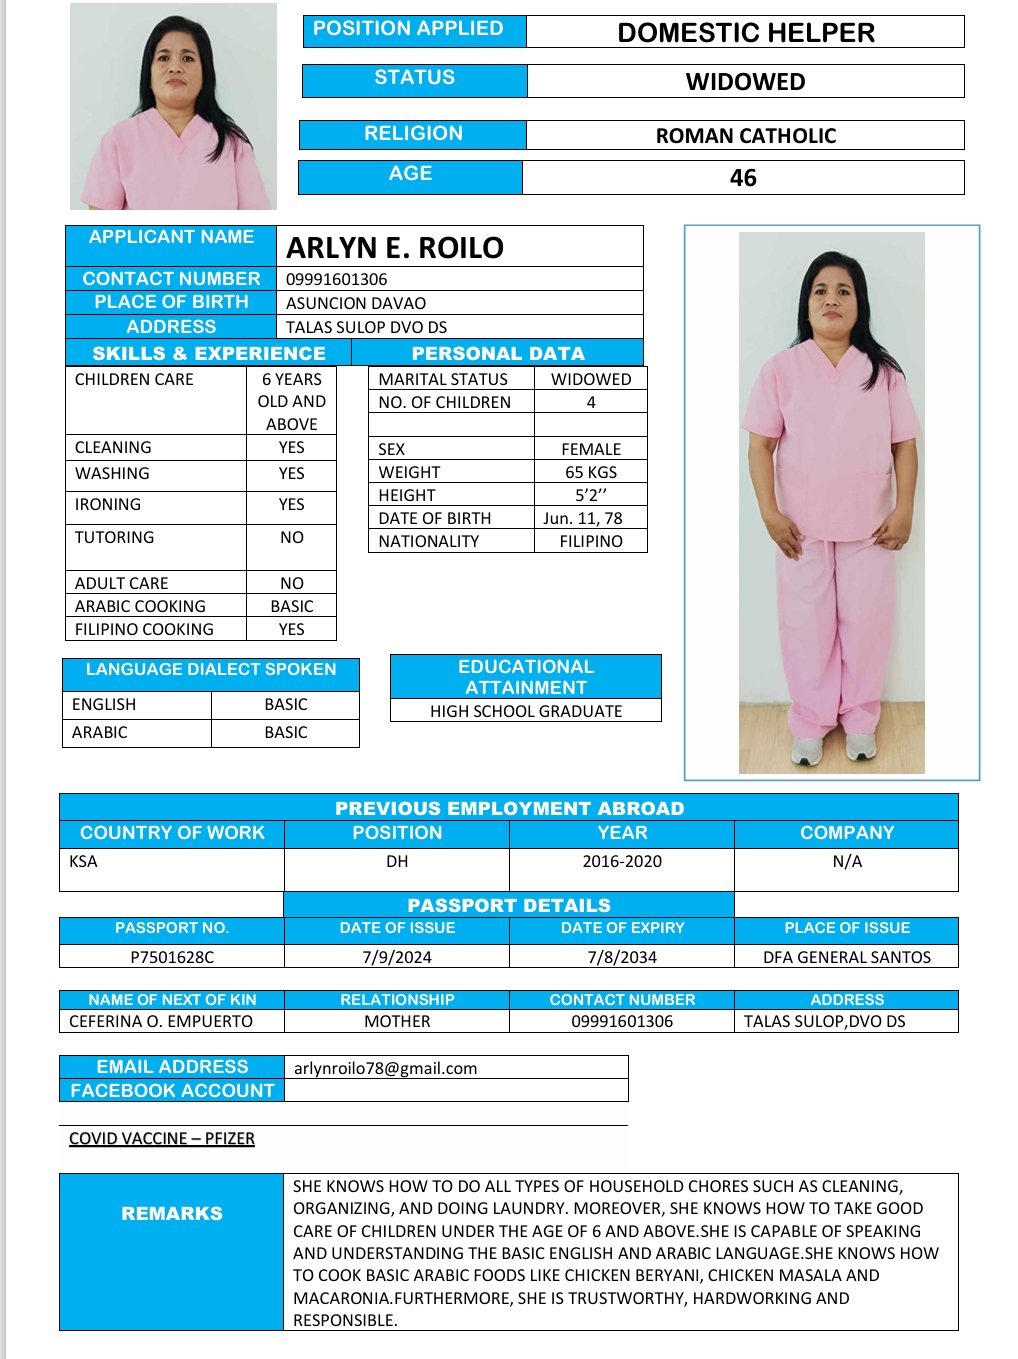 POSITION APPLIED DOMESTIC HELPER
STATUS WIDOWED
RELIGION ROMAN CATHOLIC
AGE 46
APPLICANT NAME ARLYN E. ROILO
CONTACT NUMBER 09991601306
PLACE OF BIRTH ASUNCION DAVAO
ADDRESS TALAS SULOP DVO DS
SKILLS & EXPERIENCE PERSONAL DATA
CHILDREN CARE 6 YEARS
OLD AND
ABOVE
CLEANING YES
WASHING YES
IRONING YES
TUTORING NO
ADULT CARE NO
ARABIC COOKING BASIC
FILIPINO COOKING YES
MARITAL STATUS WIDOWED
NO. OF CHILDREN 4
SEX FEMALE
WEIGHT 65 KGS
HEIGHT 5’2’’
DATE OF BIRTH Jun. 11, 78
NATIONALITY FILIPINO
LANGUAGE DIALECT SPOKEN
ENGLISH BASIC
ARABIC BASIC
EDUCATIONAL
ATTAINMENT
HIGH SCHOOL GRADUATE
PREVIOUS EMPLOYMENT ABROAD
COUNTRY OF WORK POSITION YEAR COMPANY
KSA DH 2016-2020 N/A
PASSPORT DETAILS
PASSPORT NO. DATE OF ISSUE DATE OF EXPIRY PLACE OF ISSUE
P7501628C 7/9/2024 7/8/2034 DFA GENERAL SANTOS
NAME OF NEXT OF KIN RELATIONSHIP CONTACT NUMBER ADDRESS
CEFERINA O. EMPUERTO MOTHER 09991601306 TALAS SULOP,DVO DS
EMAIL ADDRESS arlynroilo78@gmail.com
FACEBOOK ACCOUNT
COVID VACCINE – PFIZER
REMARKS
SHE KNOWS HOW TO DO ALL TYPES OF HOUSEHOLD CHORES SUCH AS CLEANING,
ORGANIZING, AND DOING LAUNDRY. MOREOVER, SHE KNOWS HOW TO TAKE GOOD
CARE OF CHILDREN UNDER THE AGE OF 6 AND ABOVE.SHE IS CAPABLE OF SPEAKING
AND UNDERSTANDING THE BASIC ENGLISH AND ARABIC LANGUAGE.SHE KNOWS HOW
TO COOK BASIC ARABIC FOODS LIKE CHICKEN BERYANI, CHICKEN MASALA AND
MACARONIA.FURTHERMORE, SHE IS TRUSTWORTHY, HARDWORKING AND
RESPONSIBLE.